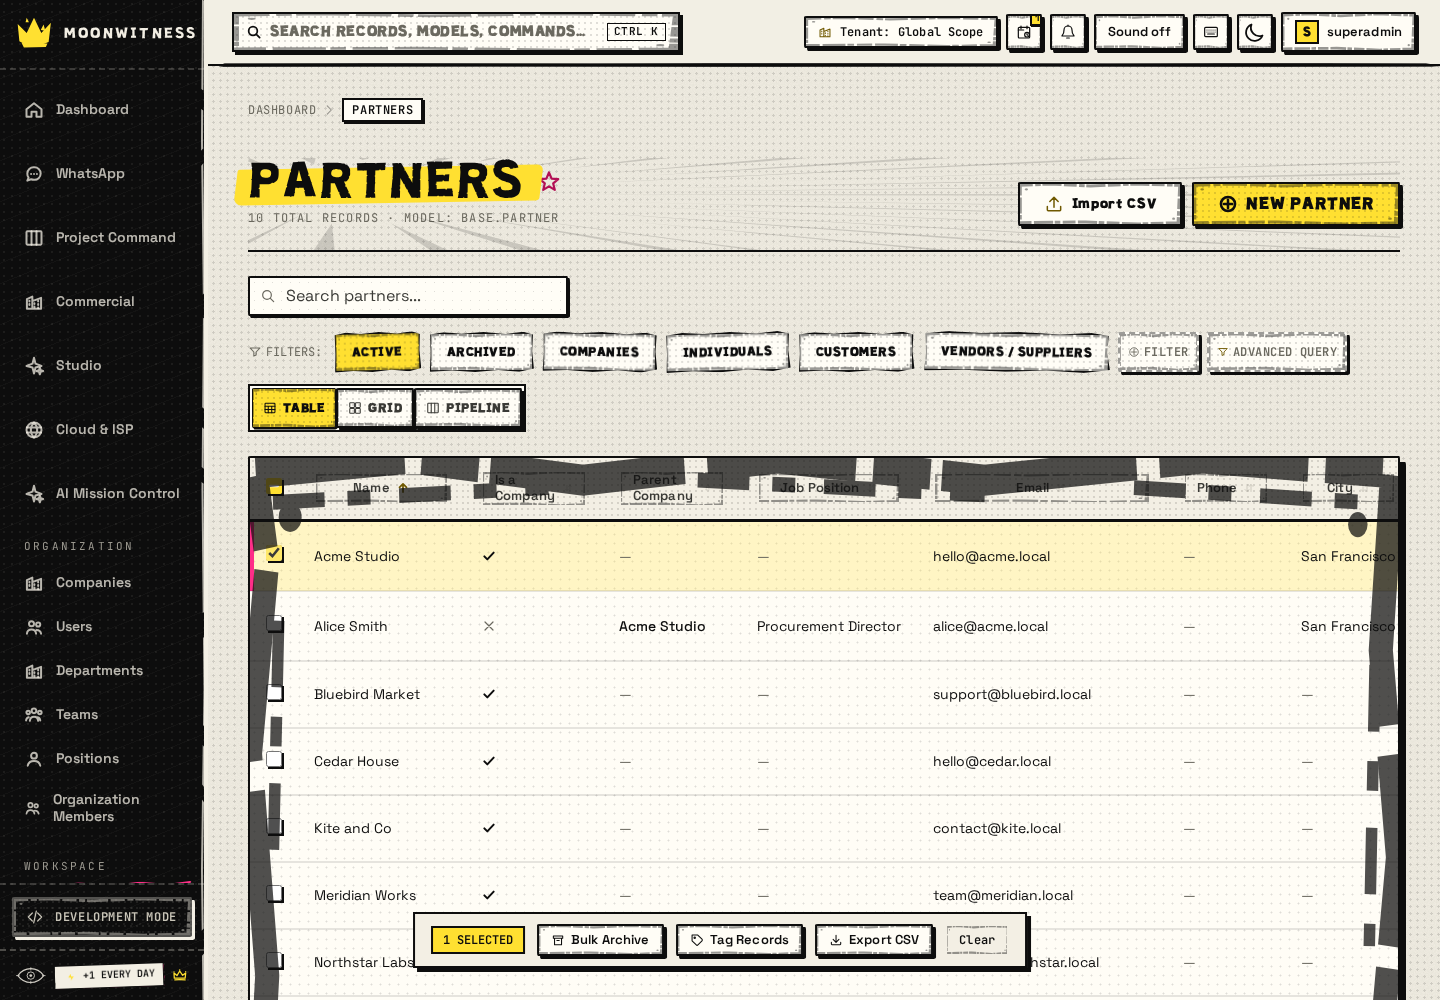 MOONWITNESS
SEARCH RECORDS, MODELS, COMMANDS... CTRL K
Tenant: Global Scope
Sound off
S superadmin
Dashboard
WhatsApp
Project Command
Commercial
Studio
Cloud & ISP
AI Mission Control
ORGANIZATION
Companies
Users
Departments
Teams
Positions
Organization
Members
WORKSPACE
DEVELOPMENT MODE
+1 EVERY DAY
DASHBOARD > PARTNERS
PARTNERS
10 TOTAL RECORDS · MODEL: BASE.PARTNER
Import CSV
NEW PARTNER
Search partners...
FILTERS: ACTIVE ARCHIVED COMPANIES INDIVIDUALS CUSTOMERS VENDORS / SUPPLIERS FILTER ADVANCED QUERY
TABLE GRID PIPELINE
Name Is a Company Parent Company Job Position Email Phone City
Acme Studio — — hello@acme.local — San Francisco
Alice Smith Acme Studio Procurement Director alice@acme.local — San Francisco
Bluebird Market — — support@bluebird.local — —
Cedar House — — hello@cedar.local — —
Kite and Co — — contact@kite.local — —
Meridian Works — — team@meridian.local — —
Northstar Labs hstar.local — —
1 SELECTED Bulk Archive Tag Records Export CSV Clear